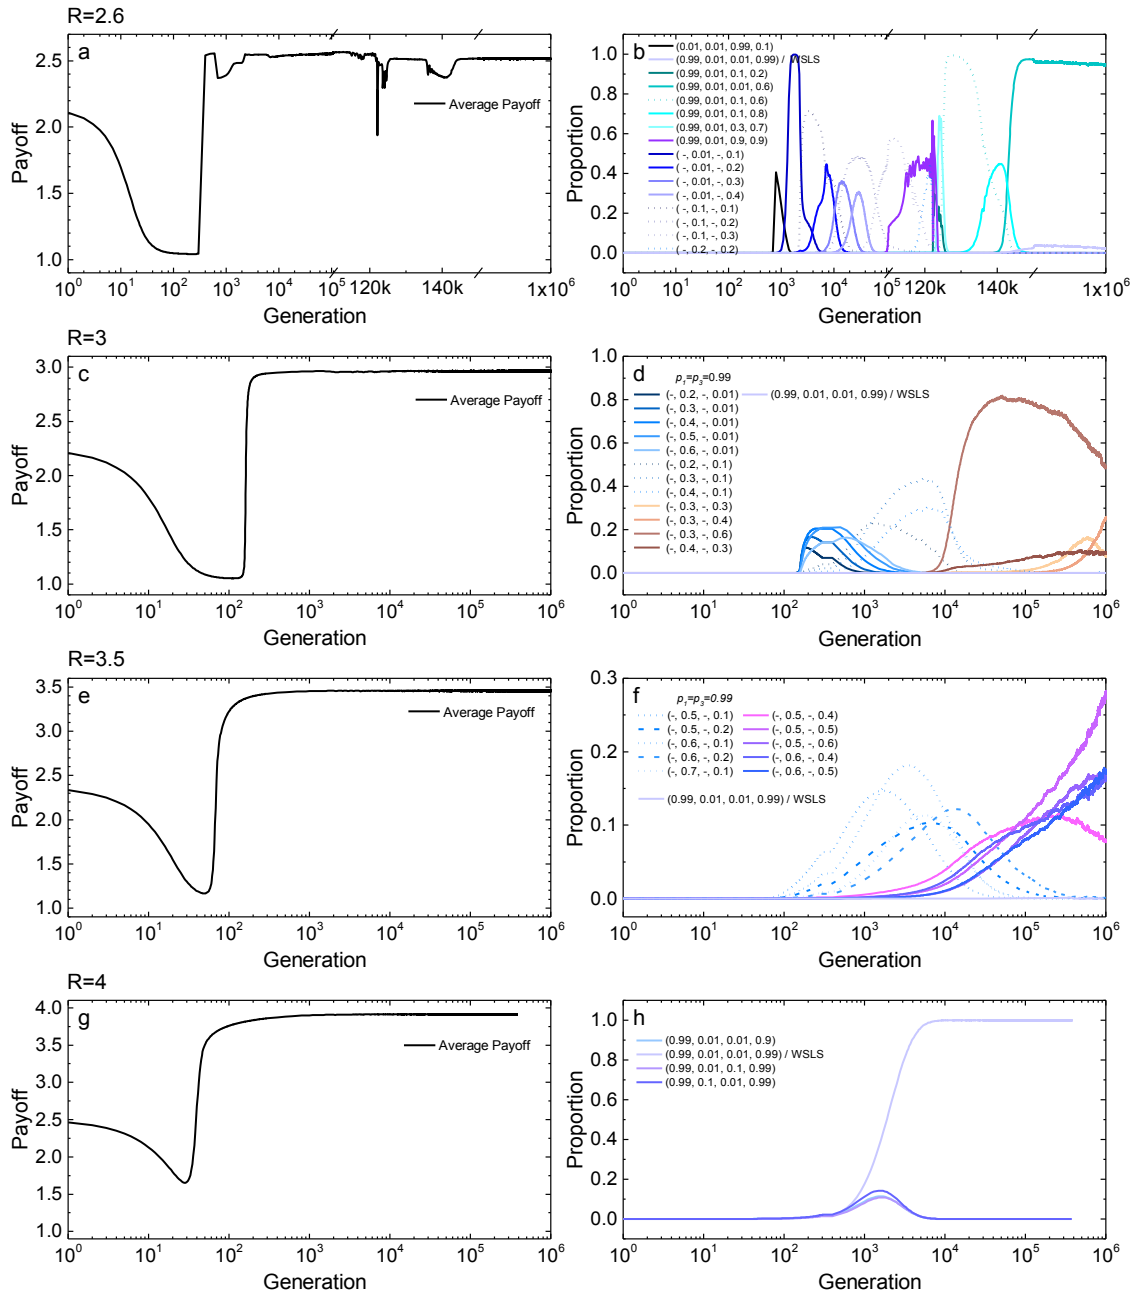 R=2.6
a
Average Payoff
Payoff
2.5
2.0
1.5
1.0
10^0 10^1 10^2 10^3 10^4 10^5 120k 140k 1x10^6
Generation
b
(0.01, 0.01, 0.99, 0.1)
(0.99, 0.01, 0.01, 0.99) / WSLS
(0.99, 0.01, 0.1, 0.2)
(0.99, 0.01, 0.01, 0.6)
(0.99, 0.01, 0.1, 0.6)
(0.99, 0.01, 0.1, 0.8)
(0.99, 0.01, 0.3, 0.7)
(0.99, 0.01, 0.9, 0.9)
( -, 0.01, -, 0.1)
( -, 0.01, -, 0.2)
( -, 0.01, -, 0.3)
( -, 0.01, -, 0.4)
( -, 0.1, -, 0.1)
( -, 0.1, -, 0.2)
( -, 0.1, -, 0.3)
( -, 0.2, -, 0.2)
Proportion
1.0
0.8
0.6
0.4
0.2
0.0
10^0 10^1 10^2 10^3 10^4 10^5 120k 140k 1x10^6
Generation
R=3
c
Average Payoff
Payoff
3.0
2.5
2.0
1.5
1.0
10^0 10^1 10^2 10^3 10^4 10^5 10^6
Generation
d
p1=p3=0.99
(-, 0.2, -, 0.01)
(0.99, 0.01, 0.01, 0.99) / WSLS
(-, 0.3, -, 0.01)
(-, 0.4, -, 0.01)
(-, 0.5, -, 0.01)
(-, 0.6, -, 0.01)
(-, 0.2, -, 0.1)
(-, 0.3, -, 0.1)
(-, 0.4, -, 0.1)
(-, 0.3, -, 0.3)
(-, 0.3, -, 0.4)
(-, 0.3, -, 0.6)
(-, 0.4, -, 0.3)
Proportion
1.0
0.8
0.6
0.4
0.2
0.0
10^0 10^1 10^2 10^3 10^4 10^5 10^6
Generation
R=3.5
e
Average Payoff
Payoff
3.5
3.0
2.5
2.0
1.5
1.0
10^0 10^1 10^2 10^3 10^4 10^5 10^6
Generation
f
p1=p3=0.99
(-, 0.5, -, 0.1) (-, 0.5, -, 0.4)
(-, 0.5, -, 0.2) (-, 0.5, -, 0.5)
(-, 0.6, -, 0.1) (-, 0.5, -, 0.6)
(-, 0.6, -, 0.2) (-, 0.6, -, 0.4)
(-, 0.7, -, 0.1) (-, 0.6, -, 0.5)
(0.99, 0.01, 0.01, 0.99) / WSLS
Proportion
0.3
0.2
0.1
0.0
10^0 10^1 10^2 10^3 10^4 10^5 10^6
Generation
R=4
g
Average Payoff
Payoff
4.0
3.5
3.0
2.5
2.0
1.5
1.0
10^0 10^1 10^2 10^3 10^4 10^5 10^6
Generation
h
(0.99, 0.01, 0.01, 0.9)
(0.99, 0.01, 0.01, 0.99) / WSLS
(0.99, 0.01, 0.1, 0.99)
(0.99, 0.1, 0.01, 0.99)
Proportion
1.0
0.8
0.6
0.4
0.2
0.0
10^0 10^1 10^2 10^3 10^4 10^5 10^6
Generation